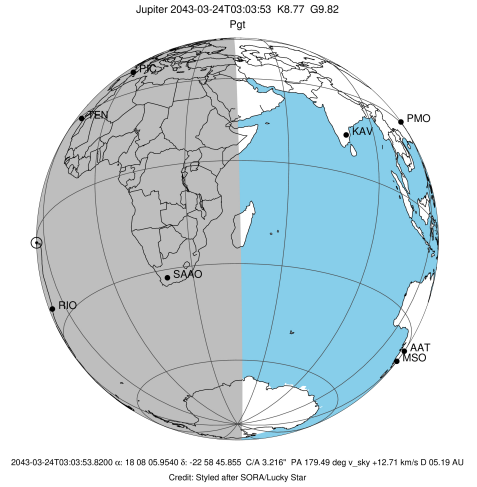 Jupiter 2043-03-24T03:03:53 K8.77 G9.82
Pgt
PIC
TEN
PMO
KAV
SAAO
RIO
AAT
MSO
2043-03-24T03:03:53.8200 α: 18 08 05.9540 δ: -22 58 45.855 C/A 3.216" PA 179.49 deg v_sky +12.71 km/s D 05.19 AU
Credit: Styled after SORA/Lucky Star